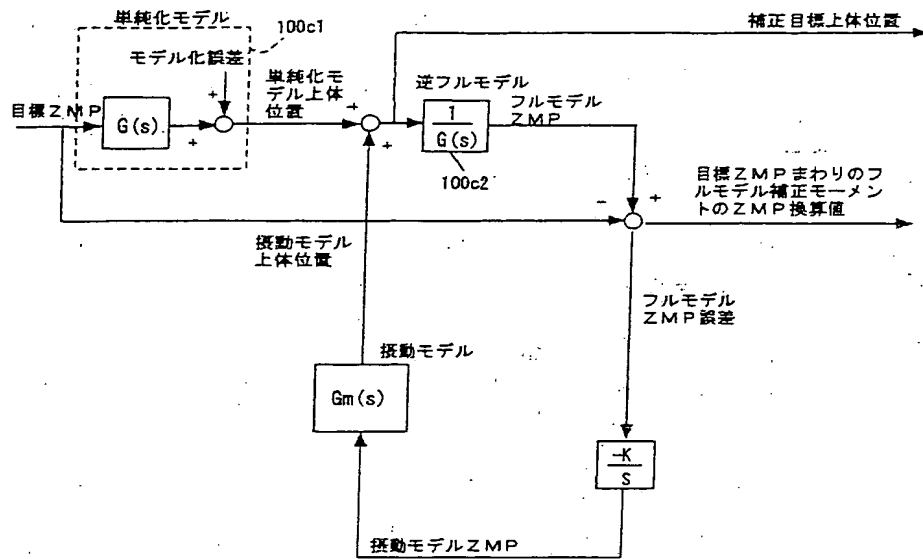 単純化モデル
100c1
補正目標上体位置
モデル化誤差
単純化モ
デル上体
位置
逆フルモデル
フルモデル
ZMP
目標ZMP
+
+
+
+
G(s)
1
G(s)
100c2
目標ZMPまわりのフ
ルモデル補正モーメン
トのZMP換算値
-
+
摂動モデル
上体位置
フルモデル
ZMP誤差
摂動モデル
Gm(s)
-K
S
摂動モデルZMP